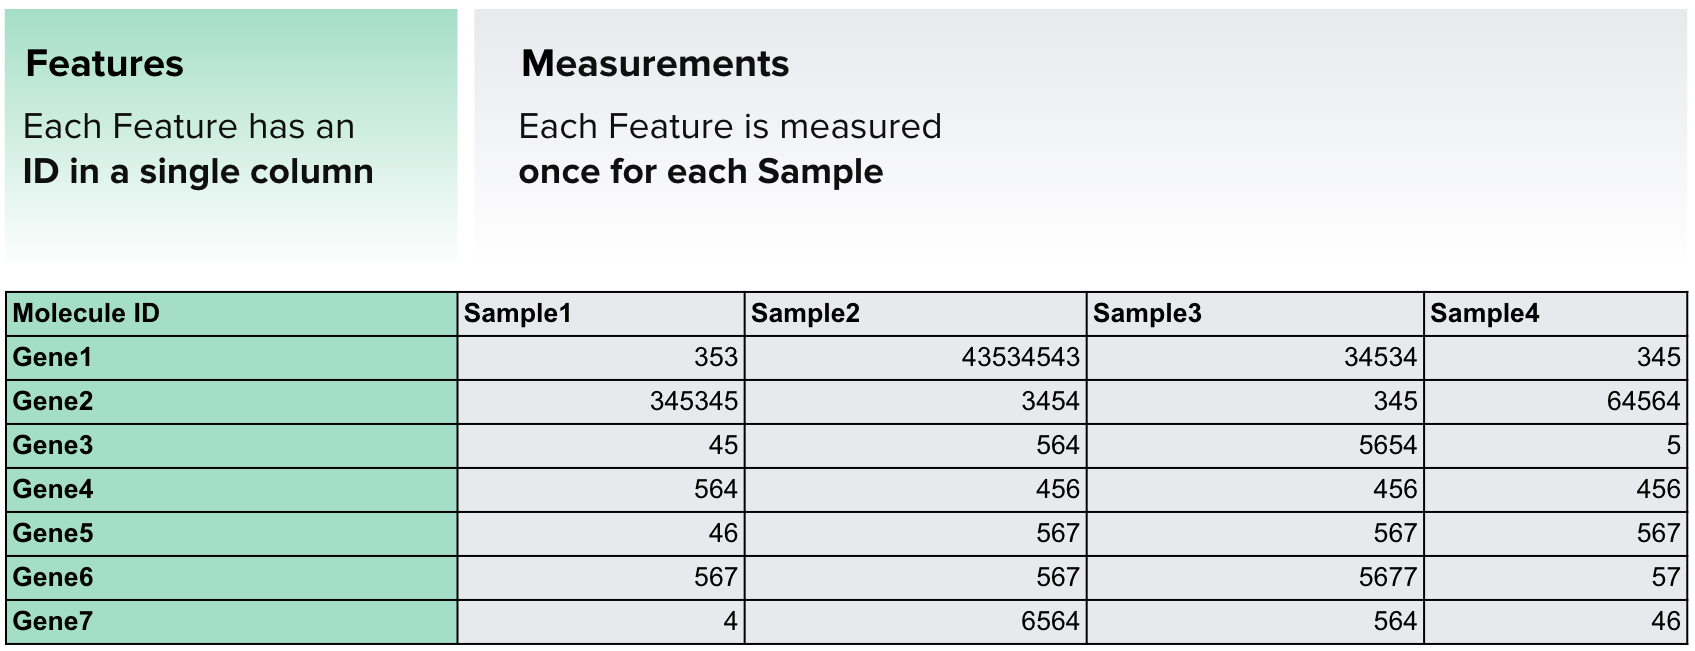 Features
Each Feature has an
ID in a single column
Measurements
Each Feature is measured
once for each Sample
Molecule ID Sample1 Sample2 Sample3 Sample4
Gene1 353 43534543 34534 345
Gene2 345345 3454 345 64564
Gene3 45 564 5654 5
Gene4 564 456 456 456
Gene5 46 567 567 567
Gene6 567 567 5677 57
Gene7 4 6564 564 46